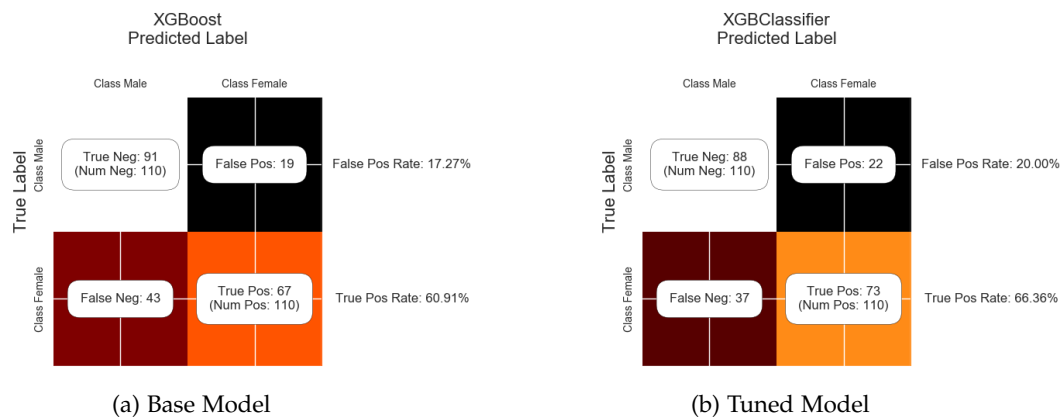 XGBoost
Predicted Label
Class Male
Class Female
True Label
Class Male
Class Female
True Neg: 91
(Num Neg: 110)
False Pos: 19
False Pos Rate: 17.27%
False Neg: 43
True Pos: 67
(Num Pos: 110)
True Pos Rate: 60.91%
(a) Base Model
XGBClassifier
Predicted Label
Class Male
Class Female
True Label
Class Male
Class Female
True Neg: 88
(Num Neg: 110)
False Pos: 22
False Pos Rate: 20.00%
False Neg: 37
True Pos: 73
(Num Pos: 110)
True Pos Rate: 66.36%
(b) Tuned Model